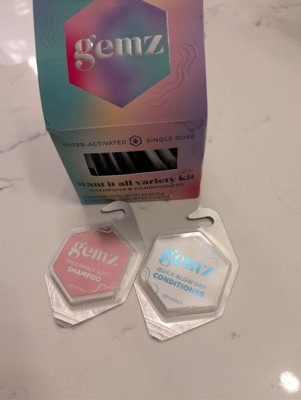 gemz
WATER-ACTIVATED SINGLE DOSE
want it all variety kit
SHAMPOOS & CONDITIONERS
gemz
SHAMPOO
gemz
QUICK BLOW DRY
CONDITIONER